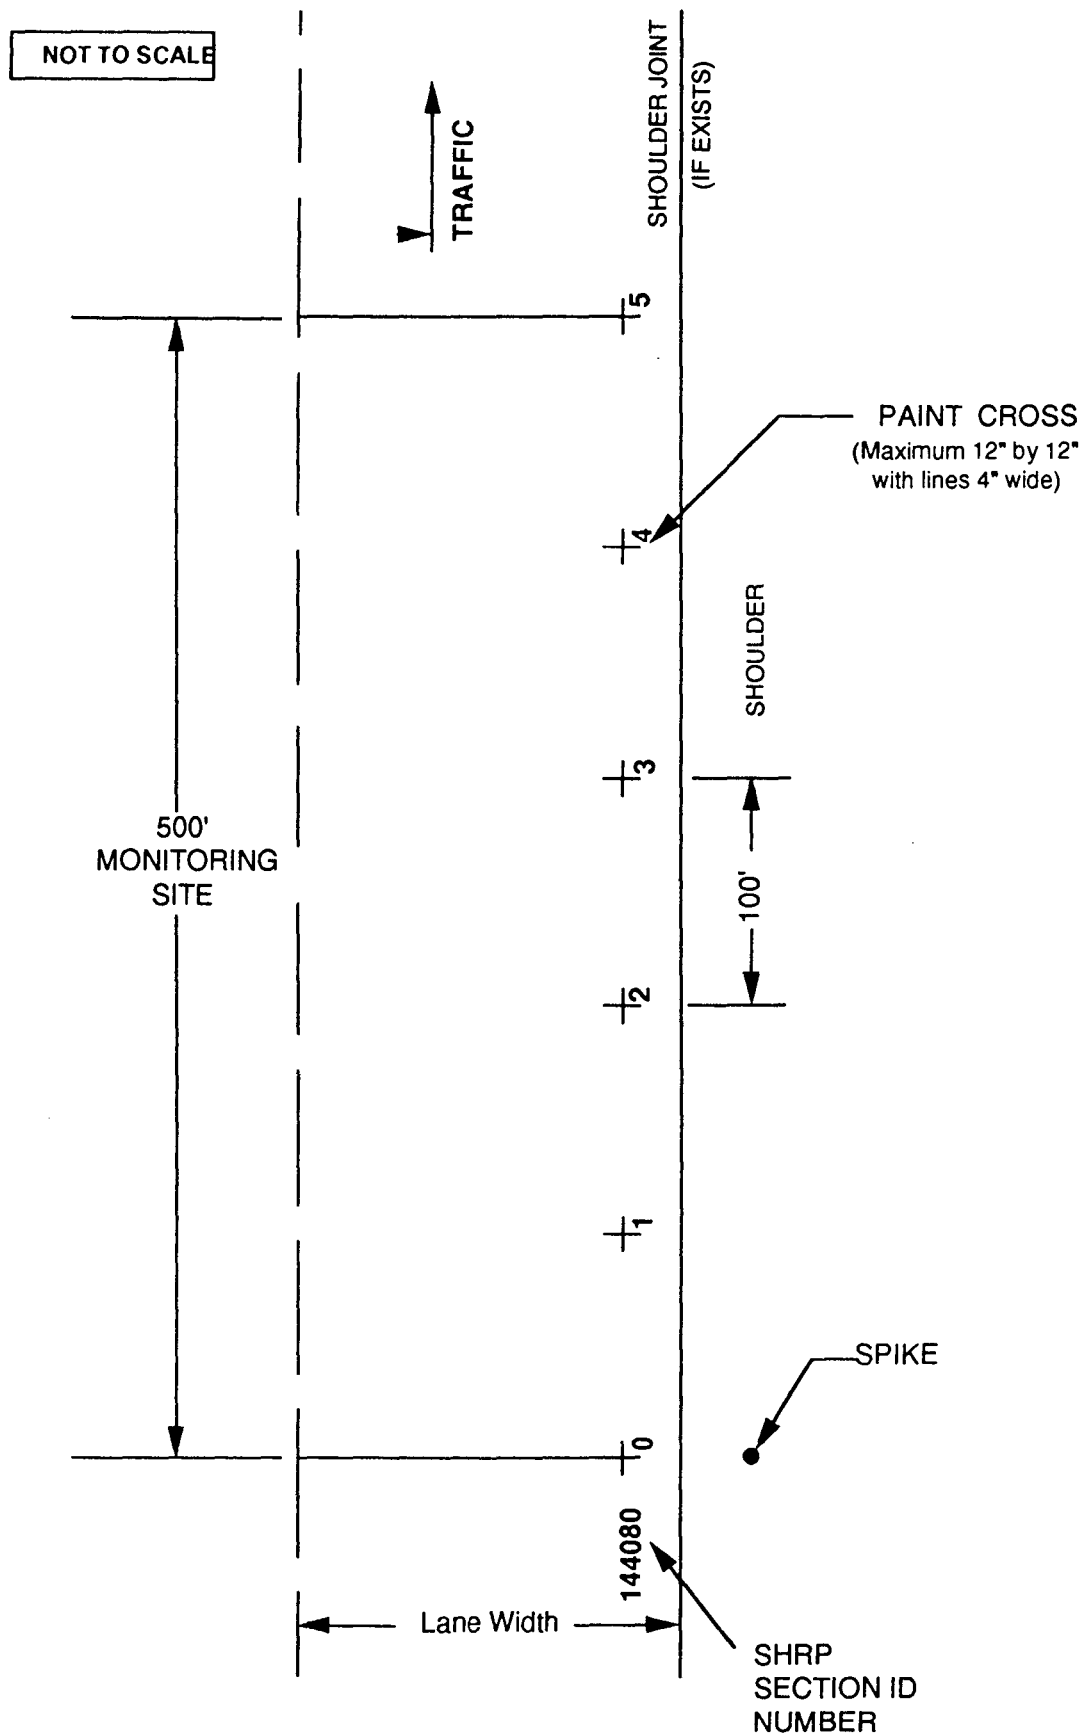 NOT TO SCALE
TRAFFIC
SHOULDER JOINT
(IF EXISTS)
5
PAINT CROSS
(Maximum 12" by 12"
with lines 4" wide)
4
SHOULDER
3
500'
MONITORING
SITE
100'
2
1
SPIKE
0
144080
Lane Width
SHRP
SECTION ID
NUMBER